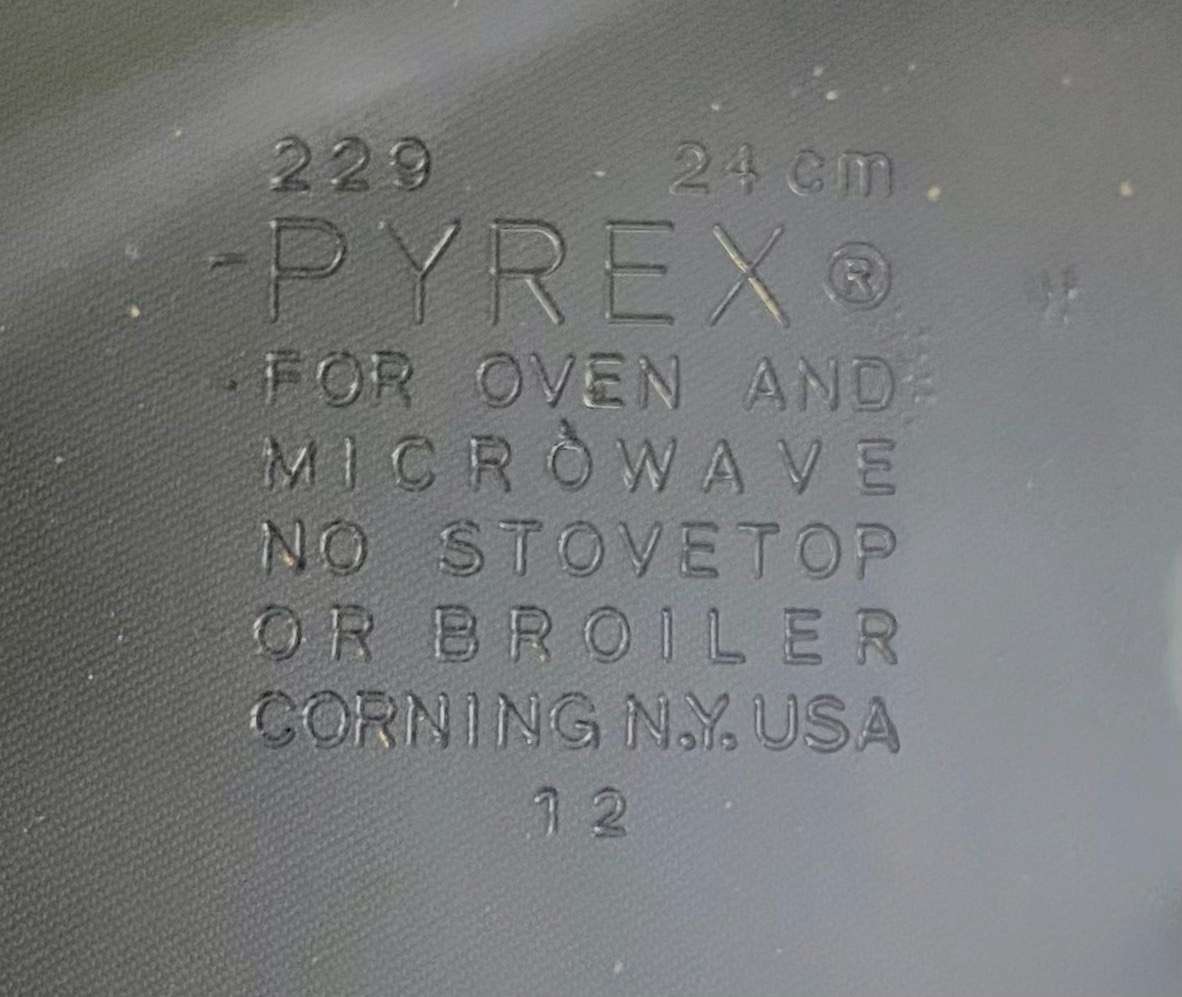 229 24 cm
PYREX®
FOR OVEN AND
MICROWAVE
NO STOVETOP
OR BROILER
CORNING N.Y. USA
12